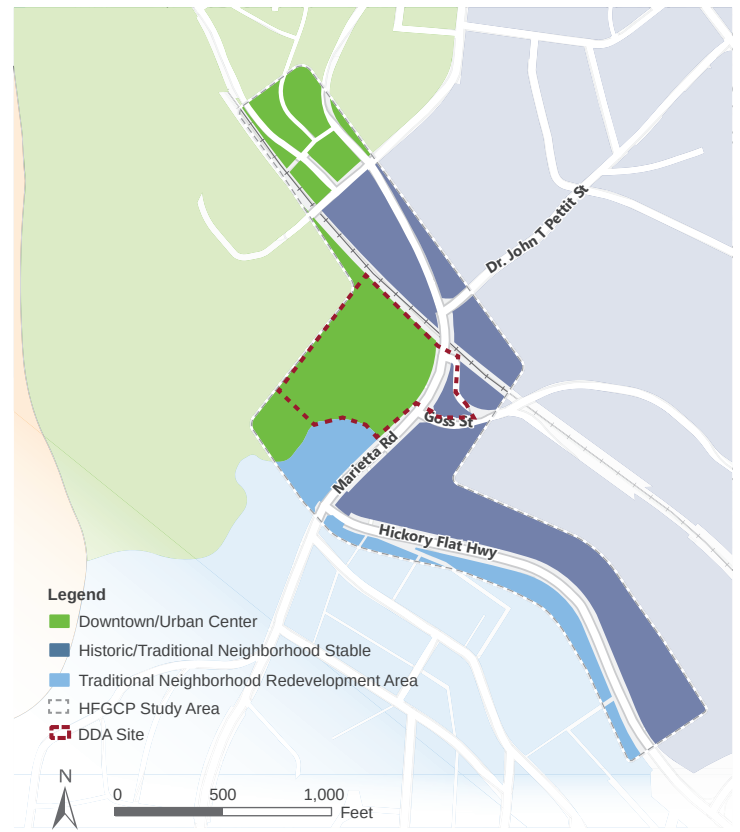 Dr. John T Pettit St
Goss St
Marietta Rd
Hickory Flat Hwy
Legend
Downtown/Urban Center
Historic/Traditional Neighborhood Stable
Traditional Neighborhood Redevelopment Area
HFGCP Study Area
DDA Site
N
0 500 1,000
Feet